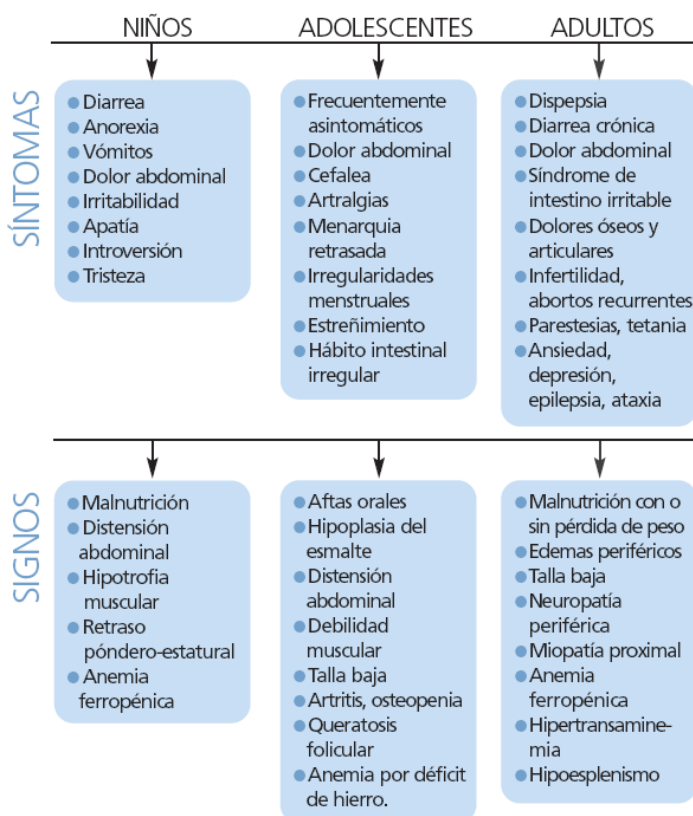 NIÑOS
ADOLESCENTES
ADULTOS
SÍNTOMAS
Diarrea
Anorexia
Vómitos
Dolor abdominal
Irritabilidad
Apatía
Introversión
Tristeza
Frecuentemente
asintomáticos
Dolor abdominal
Cefalea
Artralgias
Menarquia
retrasada
Irregularidades
menstruales
Estreñimiento
Hábito intestinal
irregular
Dispepsia
Diarrea crónica
Dolor abdominal
Síndrome de
intestino irritable
Dolores óseos y
articulares
Infertilidad,
abortos recurrentes
Parestesias, tetania
Ansiedad,
depresión,
epilepsia, ataxia
SIGNOS
Malnutrición
Distensión
abdominal
Hipotrofia
muscular
Retraso
póndero-estatural
Anemia
ferropénica
Aftas orales
Hipoplasia del
esmalte
Distensión
abdominal
Debilidad
muscular
Talla baja
Artritis, osteopenia
Queratosis
folicular
Anemia por déficit
de hierro.
Malnutrición con o
sin pérdida de peso
Edemas periféricos
Talla baja
Neuropatía
periférica
Miopatía proximal
Anemia
ferropénica
Hipertransamine-
mia
Hipoesplenismo